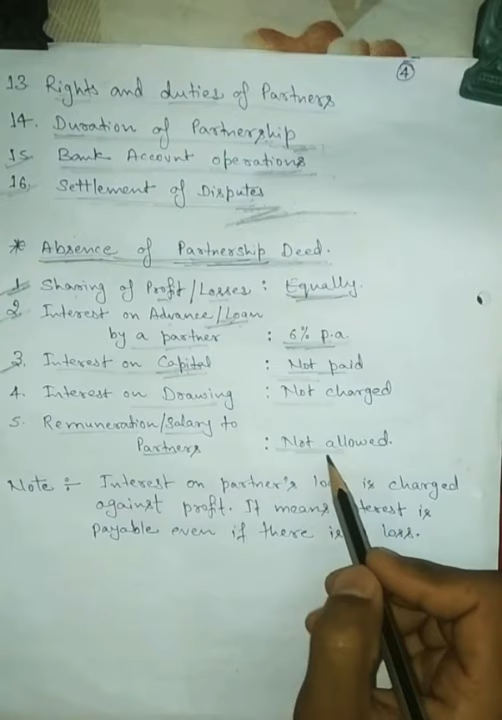 4
13 Rights and duties of Partners
14. Duration of Partnership
15. Bank Account operations
16. Settlement of Disputes
* Absence of Partnership Deed.
1. Sharing of Profit/Losses : Equally.
2. Interest on Advance/Loan
by a partner : 6% p.a.
3. Interest on Capital : Not paid
4. Interest on Drawing : Not charged
5. Remuneration/Salary to
Partners : Not allowed.
Note :- Interest on partner's is charged
against profit. It means is
payable even if there loss.